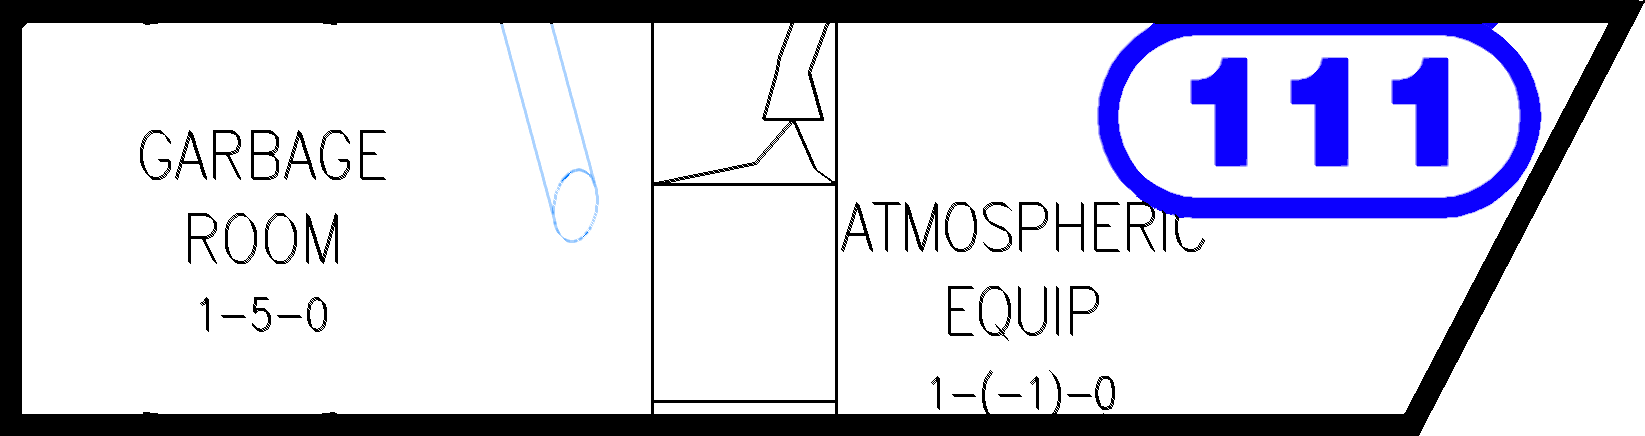 111
GARBAGE
ROOM
1-5-0
ATMOSPHERIC
EQUIP
1-(-1)-0